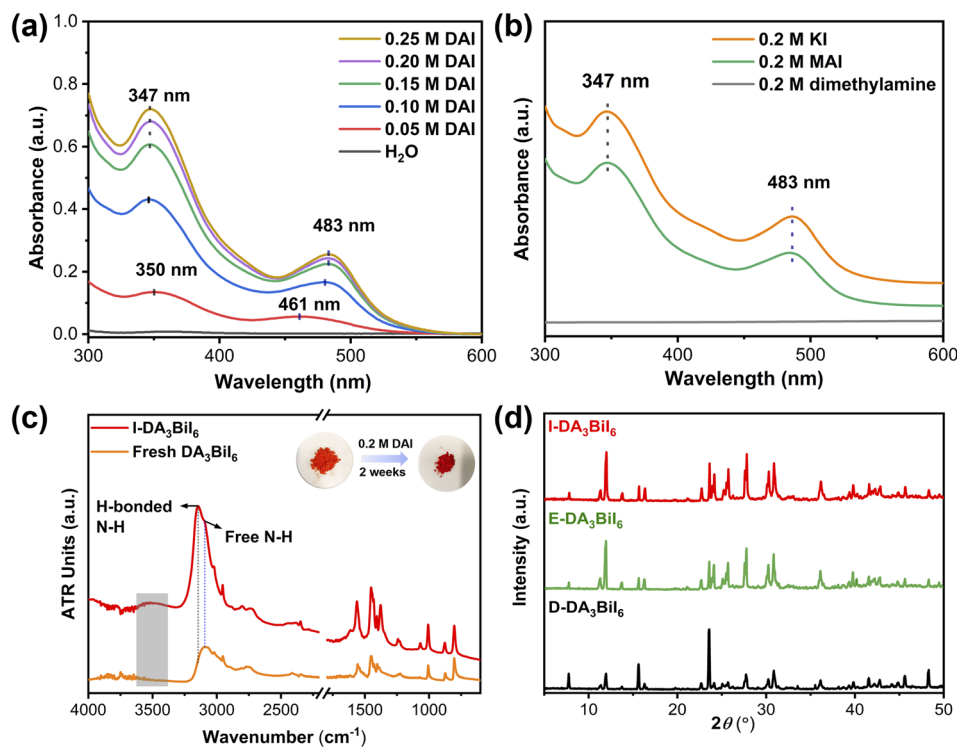 (a)
1.0
0.8
0.6
0.4
0.2
0.0
Absorbance (a.u.)
300
400
500
600
Wavelength (nm)
0.25 M DAI
0.20 M DAI
0.15 M DAI
0.10 M DAI
0.05 M DAI
H₂O
347 nm
483 nm
350 nm
461 nm
(b)
Absorbance (a.u.)
300
400
500
600
Wavelength (nm)
0.2 M KI
0.2 M MAI
0.2 M dimethylamine
347 nm
483 nm
(c)
I-DA₃BiI₆
Fresh DA₃BiI₆
0.2 M DAI
2 weeks
H-bonded
N-H
Free N-H
ATR Units (a.u.)
4000
3000
2000
1000
Wavenumber (cm⁻¹)
(d)
I-DA₃BiI₆
E-DA₃BiI₆
D-DA₃BiI₆
Intensity (a.u.)
10
20
30
40
50
2θ (°)